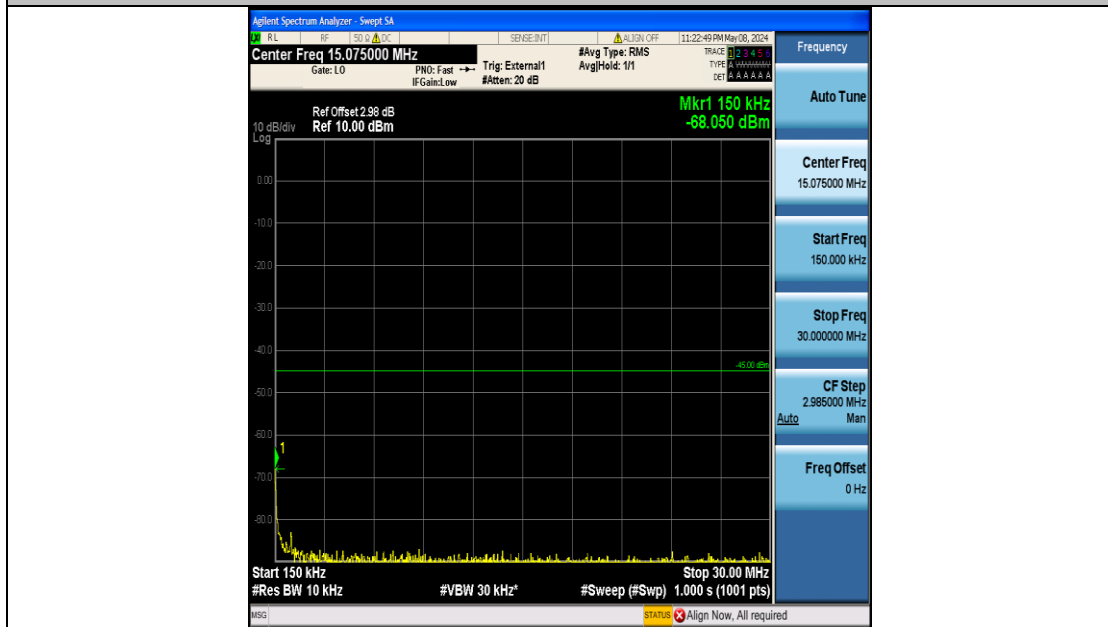 Agilent Spectrum Analyzer - Swept SA
RL RF 50 Ω DC SENSE:INT ALIGN OFF 11:22:49 PM May 08, 2024
Center Freq 15.075000 MHz
Gate: LO
PNO: Fast
IFGain:Low
Trig: External1
#Atten: 20 dB
#Avg Type: RMS
Avg|Hold: 1/1
TRACE 1 2 3 4 5 6
TYPE A
DET A A A A A A
Ref Offset 2.98 dB
10 dB/div Ref 10.00 dBm
Log
Mkr1 150 kHz
-68.050 dBm
0.00
-10.0
-20.0
-30.0
-40.0
-45.00 dBm
-50.0
-60.0
1
-70.0
-80.0
Start 150 kHz
Stop 30.00 MHz
#Res BW 10 kHz
#VBW 30 kHz*
#Sweep (#Swp) 1.000 s (1001 pts)
MSG
STATUS Align Now, All required
Frequency
Auto Tune
Center Freq
15.075000 MHz
Start Freq
150.000 kHz
Stop Freq
30.000000 MHz
CF Step
2.985000 MHz
Auto Man
Freq Offset
0 Hz